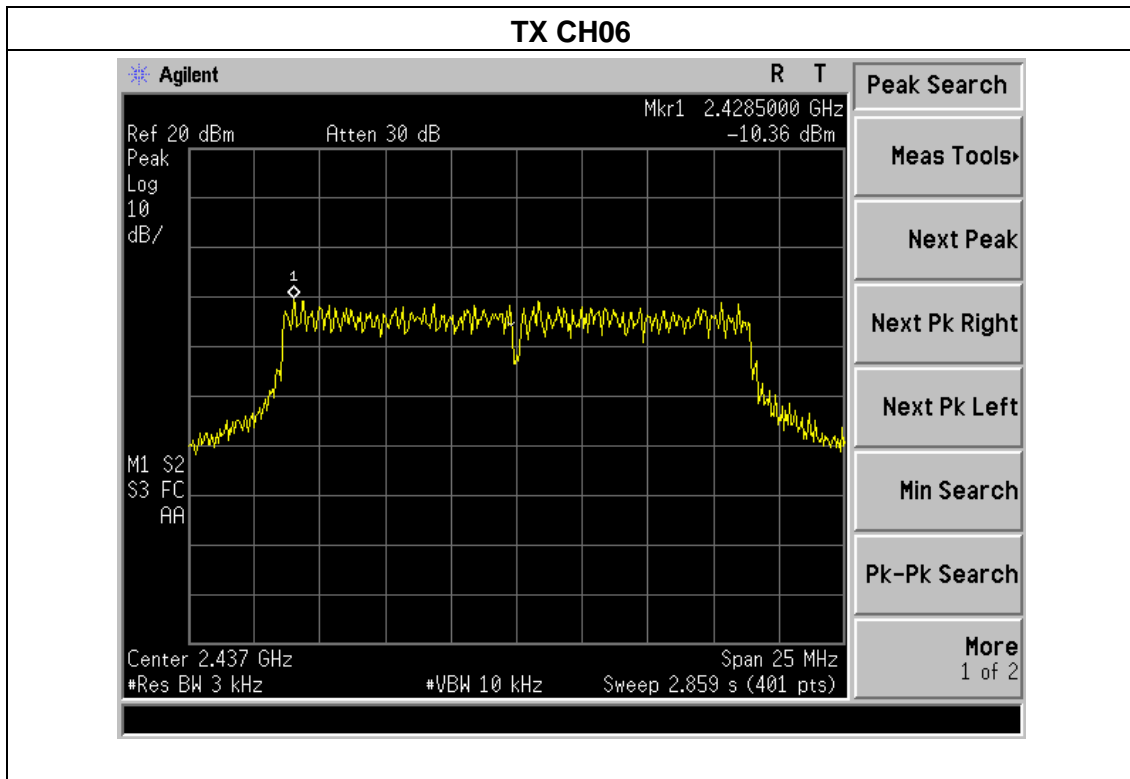 TX CH06
Agilent R T
Mkr1 2.4285000 GHz
Ref 20 dBm Atten 30 dB -10.36 dBm
Peak
Log
10
dB/
1
M1 S2
S3 FC
AA
Center 2.437 GHz Span 25 MHz
#Res BW 3 kHz #VBW 10 kHz Sweep 2.859 s (401 pts)
Peak Search
Meas Tools
Next Peak
Next Pk Right
Next Pk Left
Min Search
Pk-Pk Search
More
1 of 2